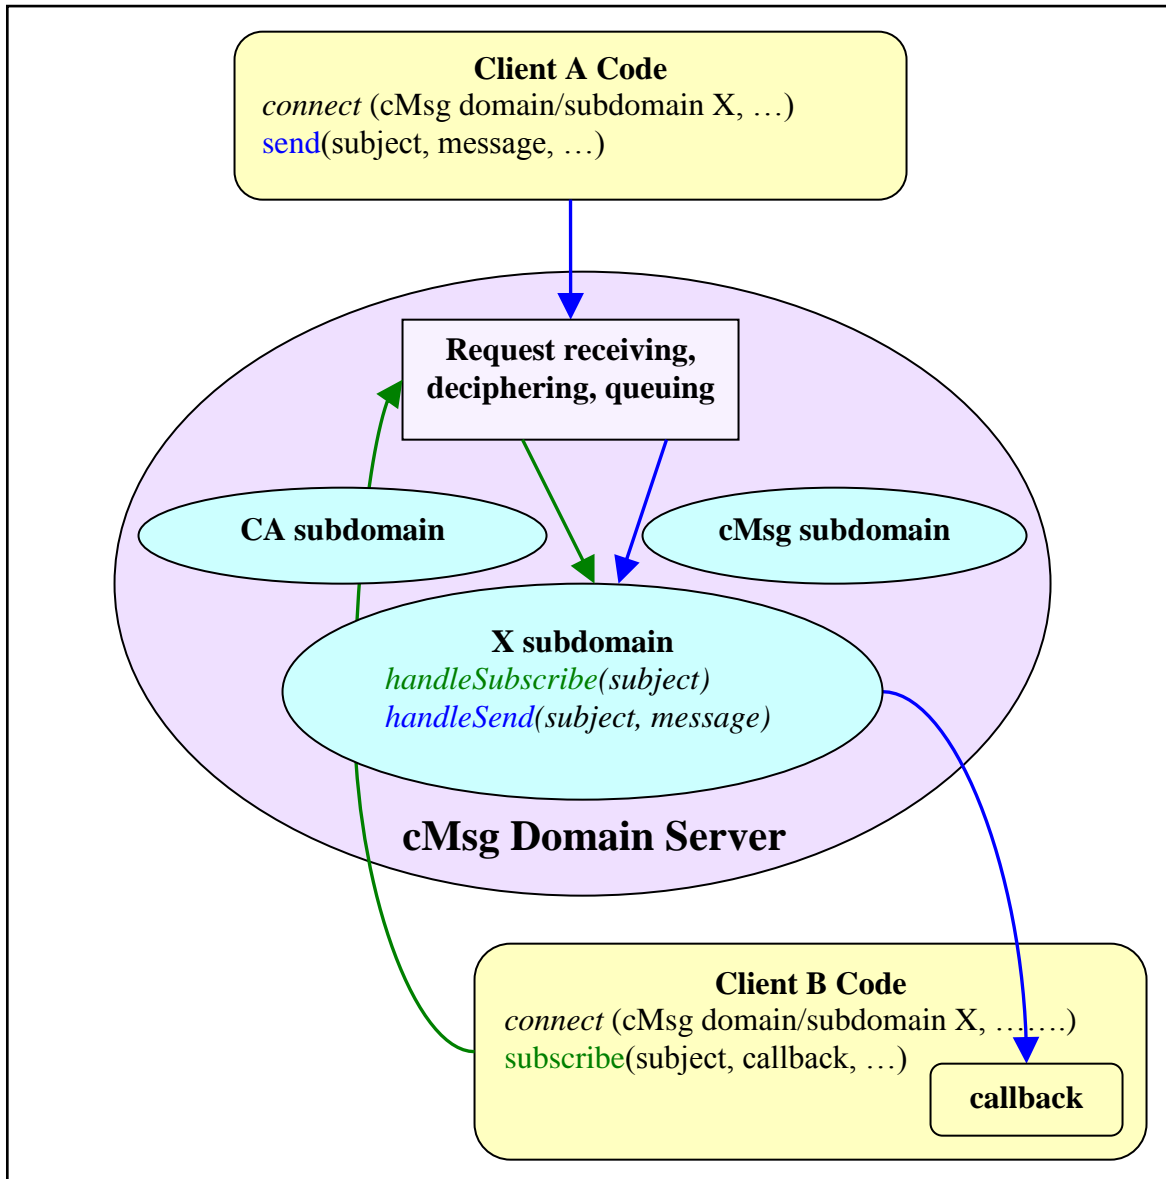 Client A Code
connect (cMsg domain/subdomain X, …)
send(subject, message, …)
Request receiving,
deciphering, queuing
CA subdomain
cMsg subdomain
X subdomain
handleSubscribe(subject)
handleSend(subject, message)
cMsg Domain Server
Client B Code
connect (cMsg domain/subdomain X, …….)
subscribe(subject, callback, …)
callback